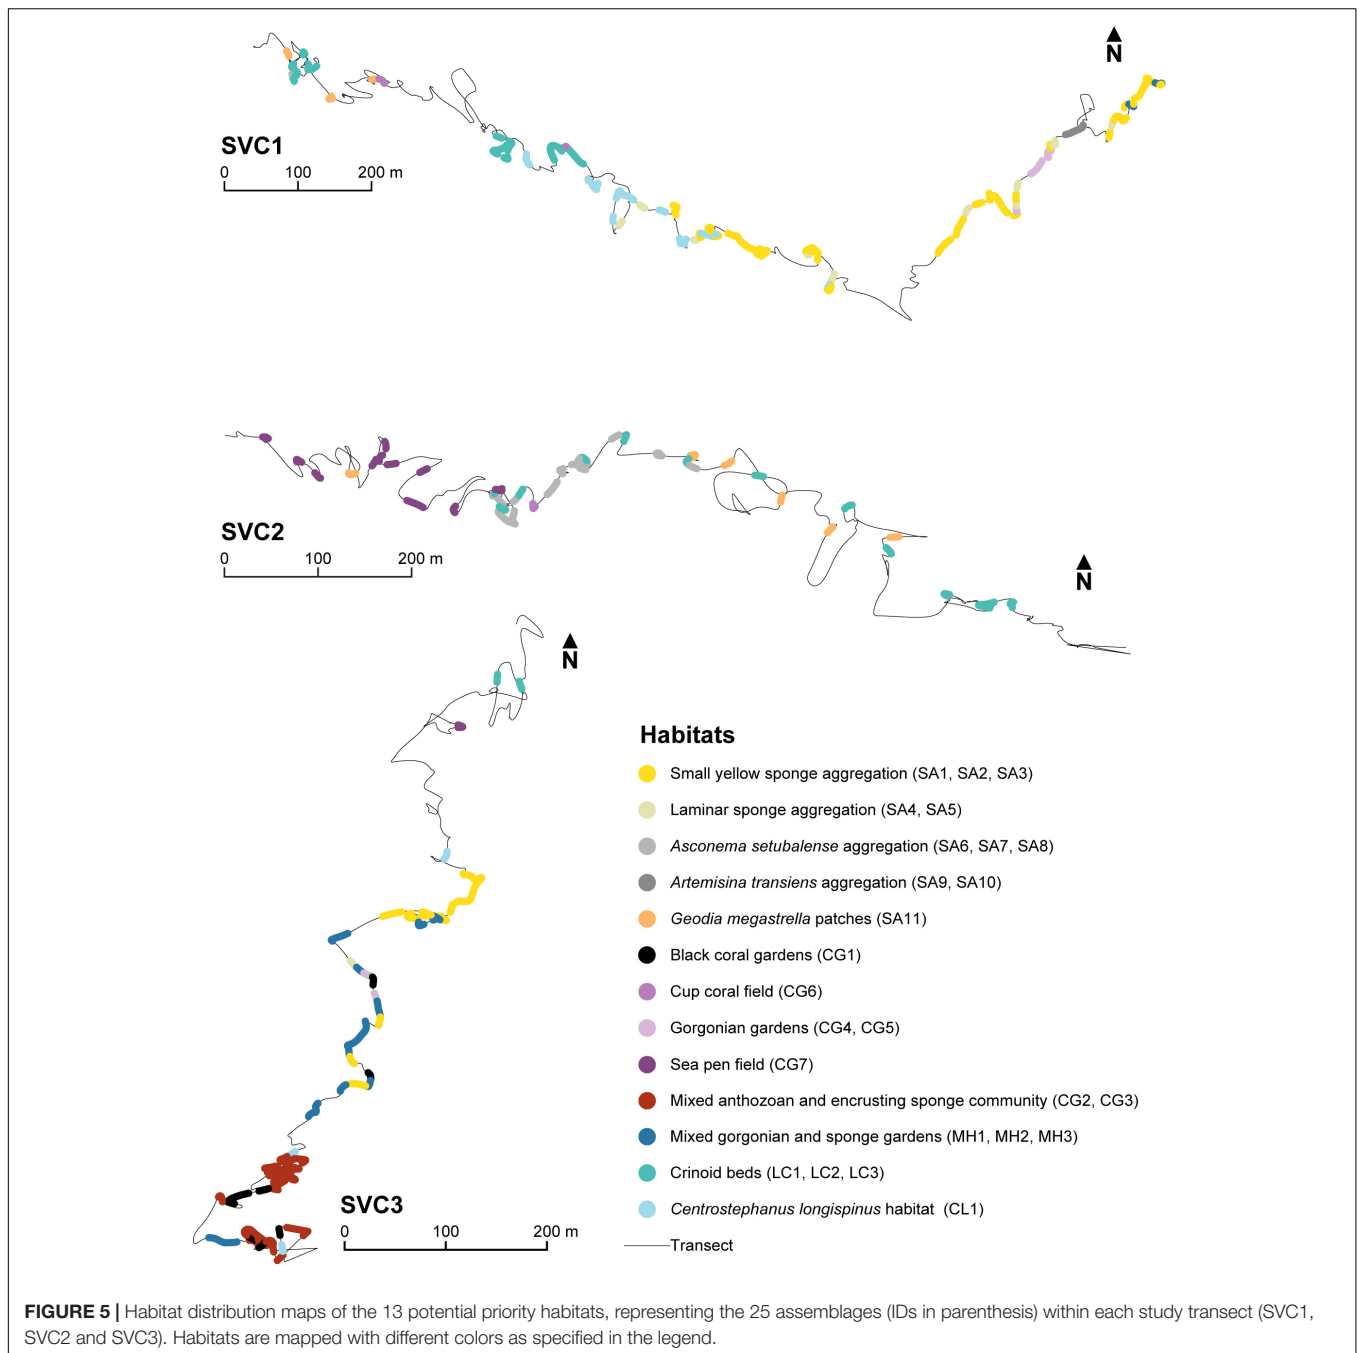 N
SVC1
0 100 200 m
SVC2
0 100 200 m
N
N
Habitats
Small yellow sponge aggregation (SA1, SA2, SA3)
Laminar sponge aggregation (SA4, SA5)
Asconema setubalense aggregation (SA6, SA7, SA8)
Artemisina transiens aggregation (SA9, SA10)
Geodia megastrella patches (SA11)
Black coral gardens (CG1)
Cup coral field (CG6)
Gorgonian gardens (CG4, CG5)
Sea pen field (CG7)
Mixed anthozoan and encrusting sponge community (CG2, CG3)
Mixed gorgonian and sponge gardens (MH1, MH2, MH3)
Crinoid beds (LC1, LC2, LC3)
Centrostephanus longispinus habitat (CL1)
Transect
SVC3
0 100 200 m
FIGURE 5 | Habitat distribution maps of the 13 potential priority habitats, representing the 25 assemblages (IDs in parenthesis) within each study transect (SVC1,
SVC2 and SVC3). Habitats are mapped with different colors as specified in the legend.